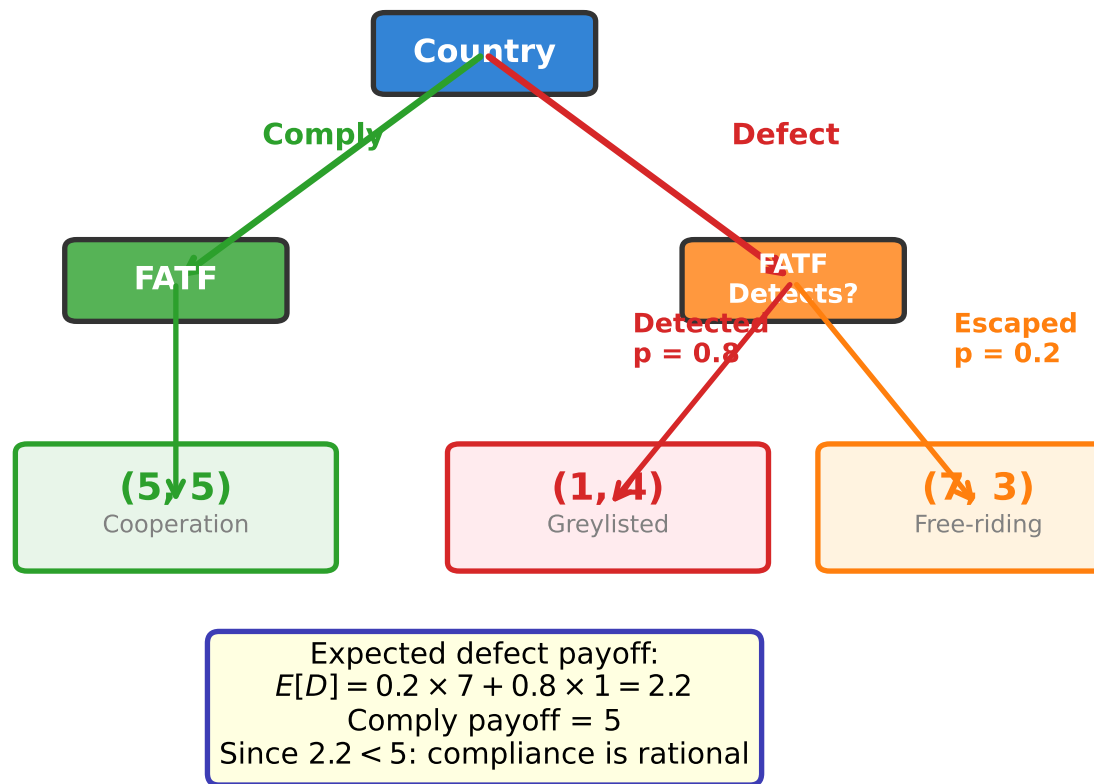 Country
Comply
Defect
FATF
FATF
Detects?
Detected
p = 0.8
Escaped
p = 0.2
(5, 5)
Cooperation
(1, 4)
Greylisted
(7, 3)
Free-riding
Expected defect payoff:
E[D] = 0.2 × 7 + 0.8 × 1 = 2.2
Comply payoff = 5
Since 2.2 < 5: compliance is rational